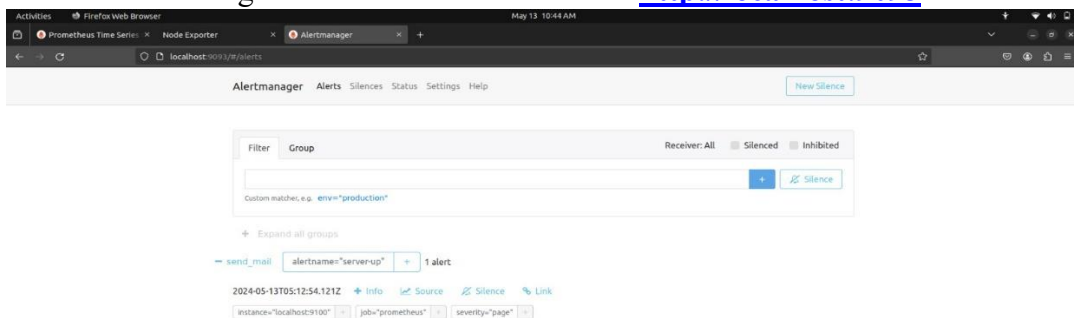 Activities Firefox Web Browser May 13 10:44 AM
Prometheus Time Series × Node Exporter × Alertmanager × +
localhost:9093/#/alerts
Alertmanager Alerts Silences Status Settings Help New Silence
Filter Group Receiver: All Silenced Inhibited
+ Silence
Custom matcher, e.g. env="production"
+ Expand all groups
− send_mail alertname="server-up" + 1 alert
2024-05-13T05:12:54.121Z + Info Source Silence Link
instance="localhost:9100" + job="prometheus" + severity="page" +